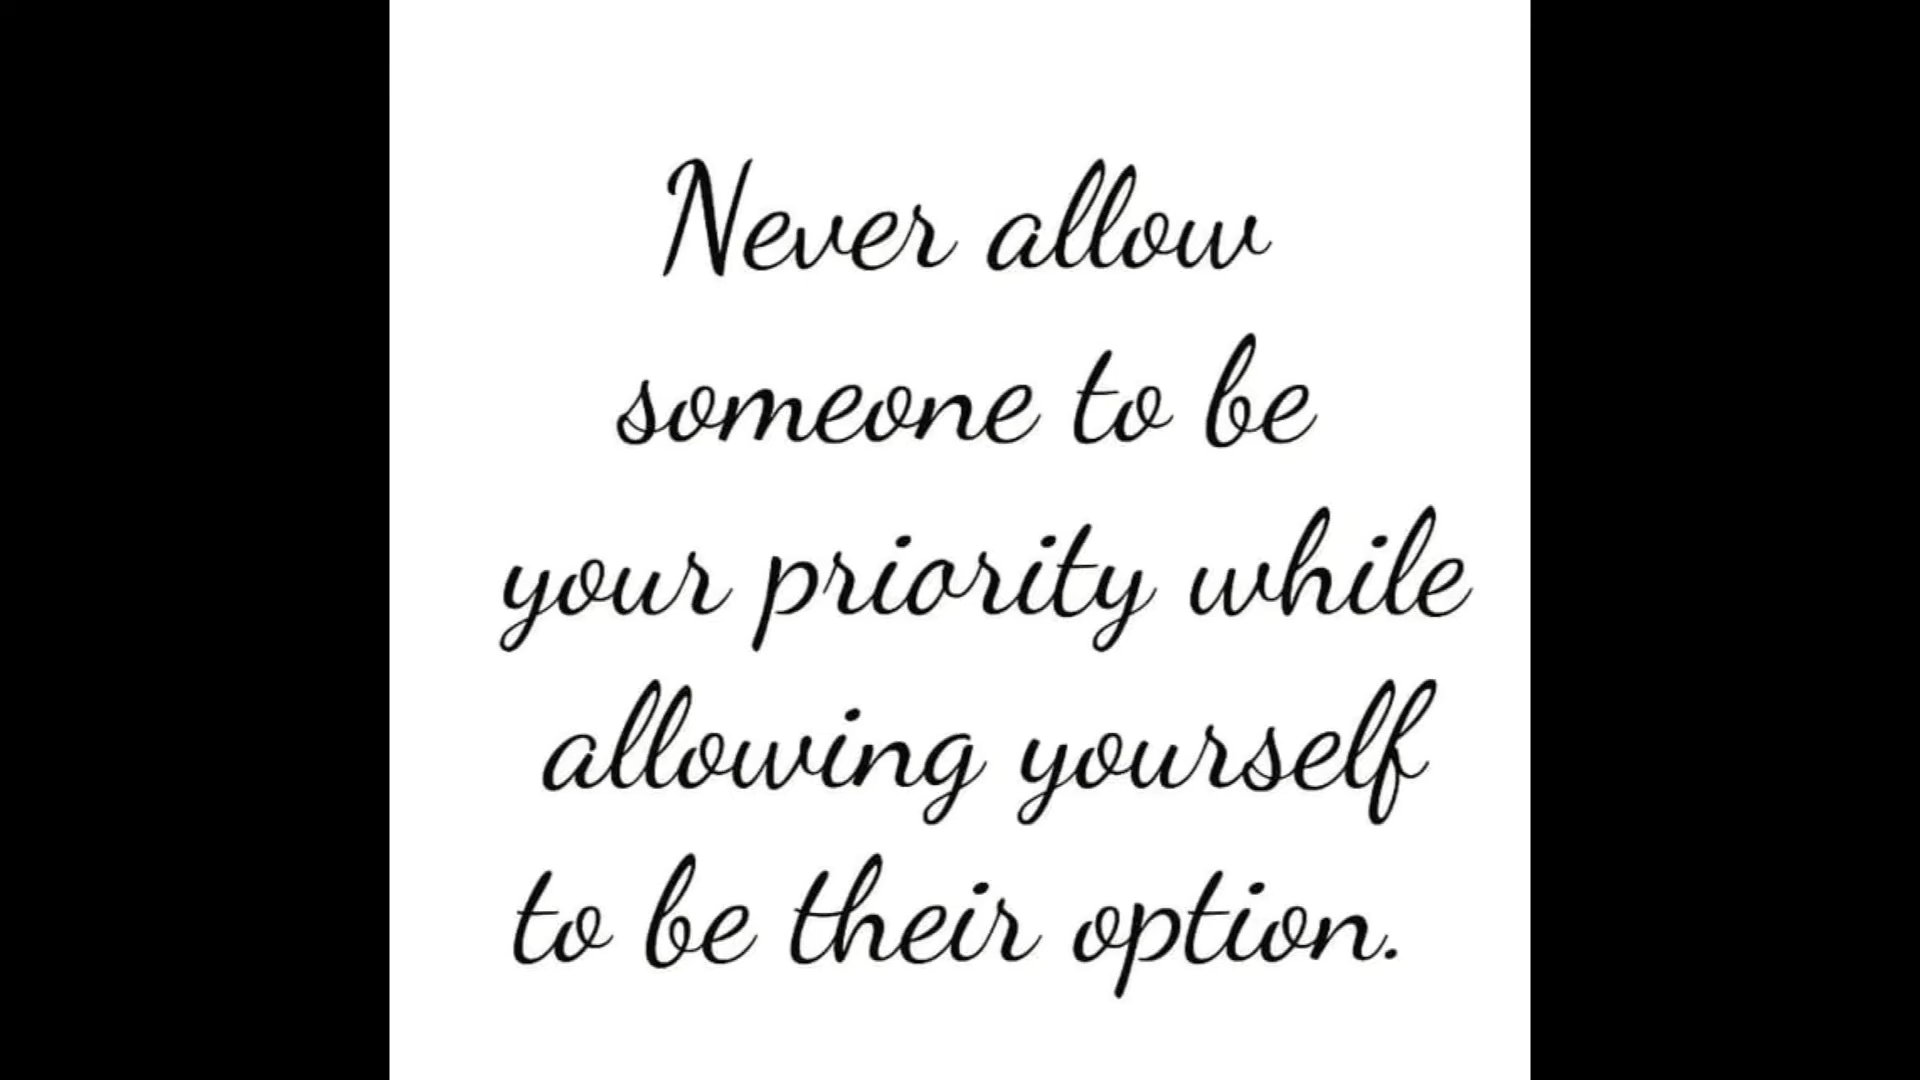 Never allow
someone to be
your priority while
allowing yourself
to be their option.